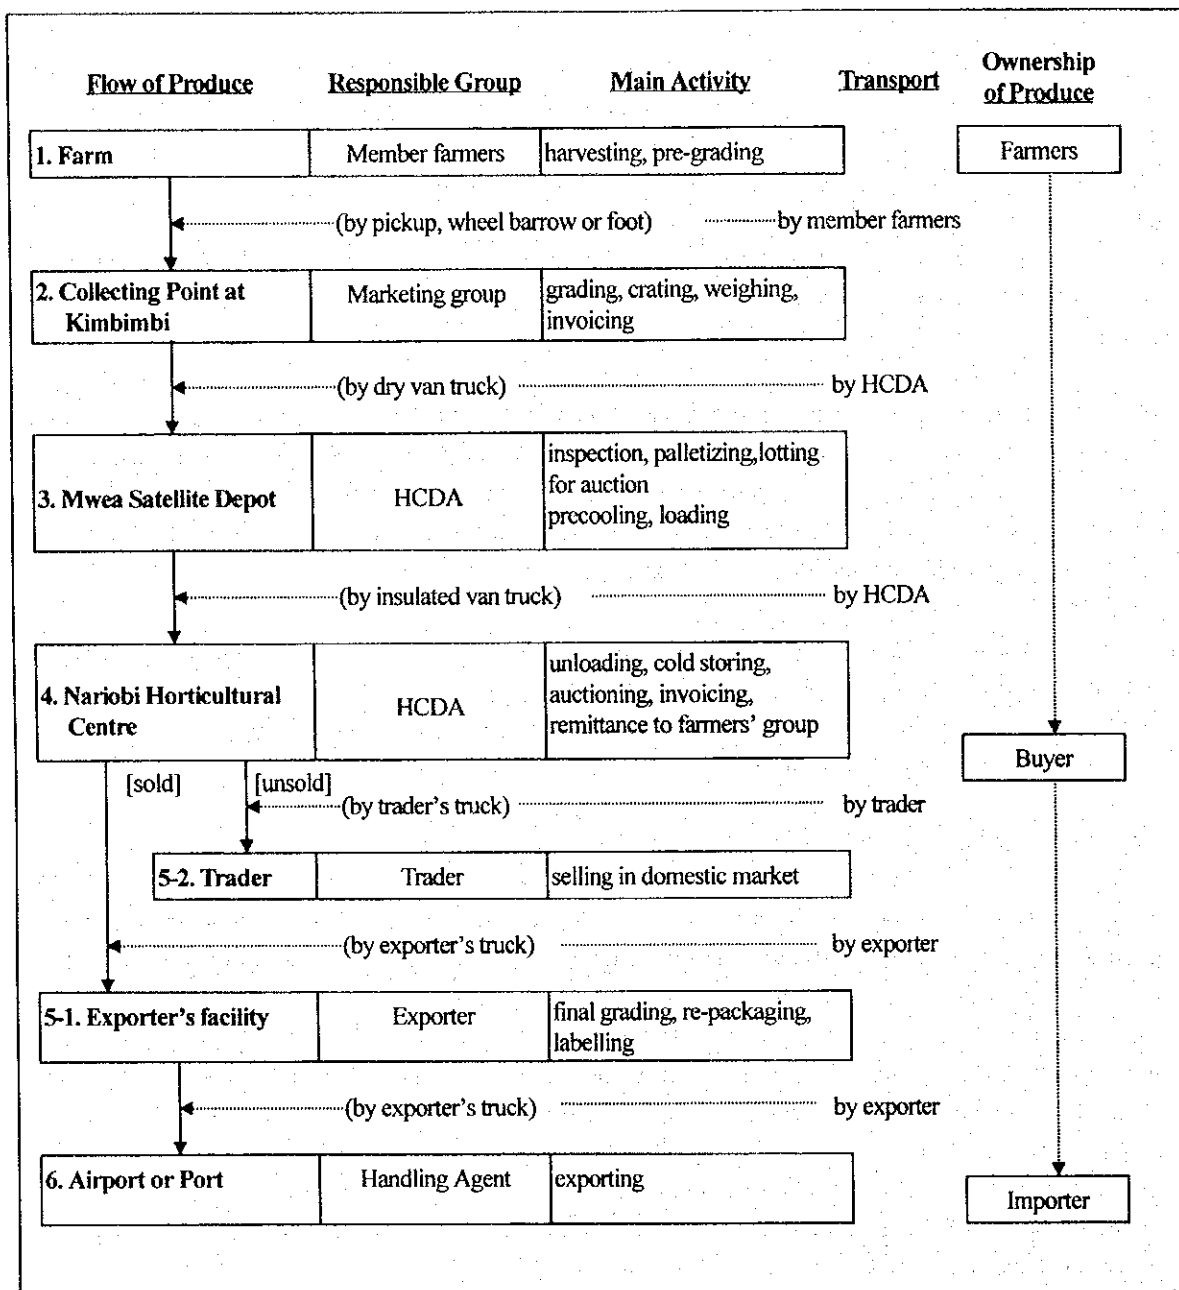 Flow of Produce Responsible Group Main Activity Transport Ownership
of Produce
1. Farm Member farmers harvesting, pre-grading Farmers
(by pickup, wheel barrow or foot) by member farmers
2. Collecting Point at Marketing group grading, crating, weighing,
Kimbimbi invoicing
(by dry van truck) by HCDA
inspection, palletizing,lotting
3. Mwea Satellite Depot HCDA for auction
precooling, loading
(by insulated van truck) by HCDA
unloading, cold storing,
4. Nariobi Horticultural HCDA auctioning, invoicing,
Centre remittance to farmers' group
Buyer
[sold] [unsold]
(by trader's truck) by trader
5-2. Trader Trader selling in domestic market
(by exporter's truck) by exporter
5-1. Exporter's facility Exporter final grading, re-packaging,
labelling
(by exporter's truck) by exporter
6. Airport or Port Handling Agent exporting
Importer